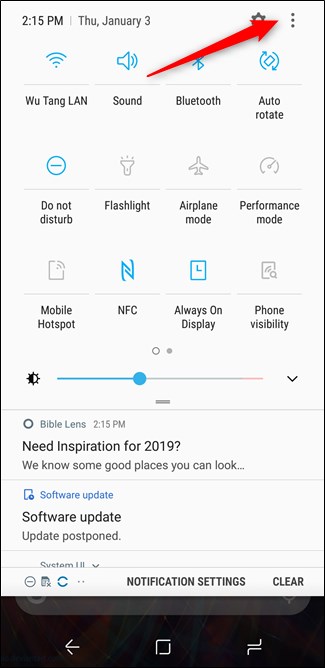 2:15 PM | Thu, January 3
Wu Tang LAN
Sound
Bluetooth
Auto
rotate
Do not
disturb
Flashlight
Airplane
mode
Performance
mode
Mobile
Hotspot
NFC
Always On
Display
Phone
visibility
Bible Lens 2:15 PM
Need Inspiration for 2019?
We know some good places you can look...
Software update
Software update
Update postponed.
System UI
NOTIFICATION SETTINGS CLEAR